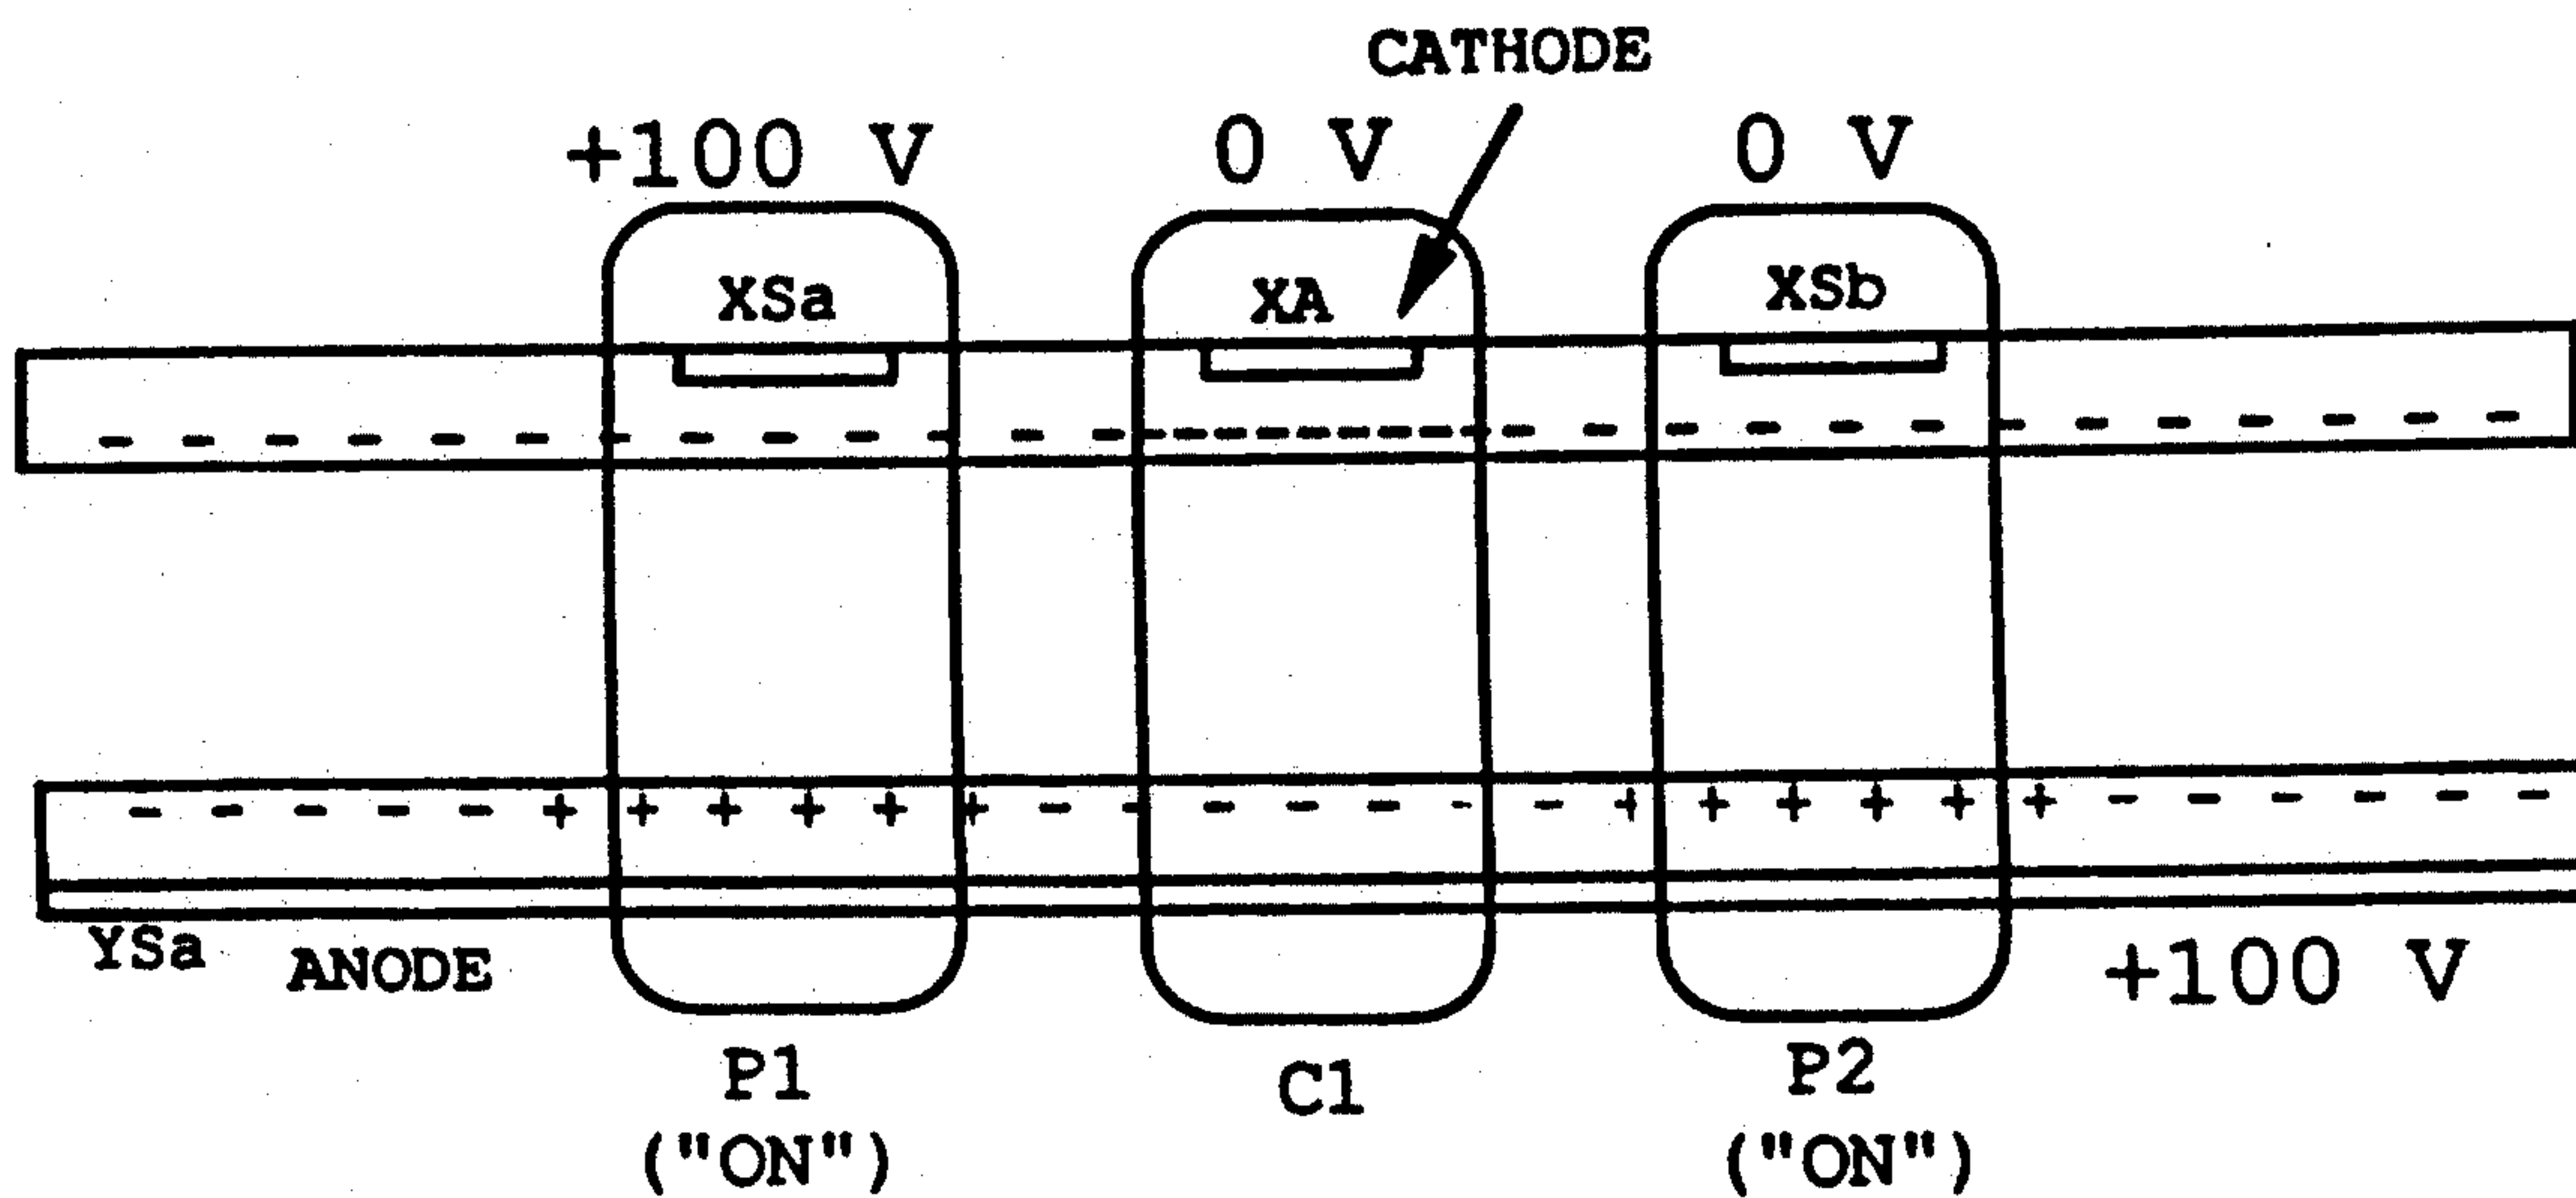 CATHODE
+100 V 0 V 0 V
XSa XA XSb
- - - - - - - - - - - - - - - - - - - - - - - - - - - - - - - - - - -
- - - - - + + + + + + - - - - - - - + + + + + + - - - - - -
YSa ANODE +100 V
P1 C1 P2
("ON") ("ON")